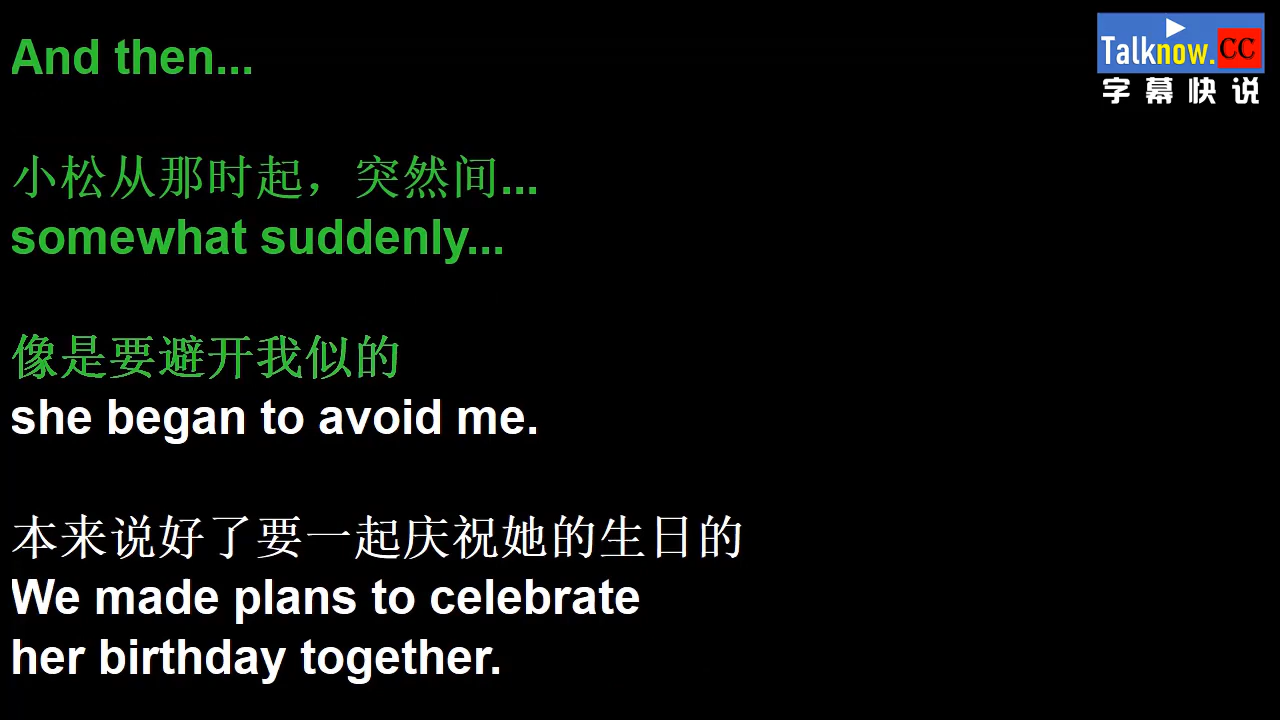 And then...
小松从那时起，突然间...
somewhat suddenly...
像是要避开我似的
she began to avoid me.
本来说好了要一起庆祝她的生日的
We made plans to celebrate
her birthday together.
Talknow.CC
字幕快说